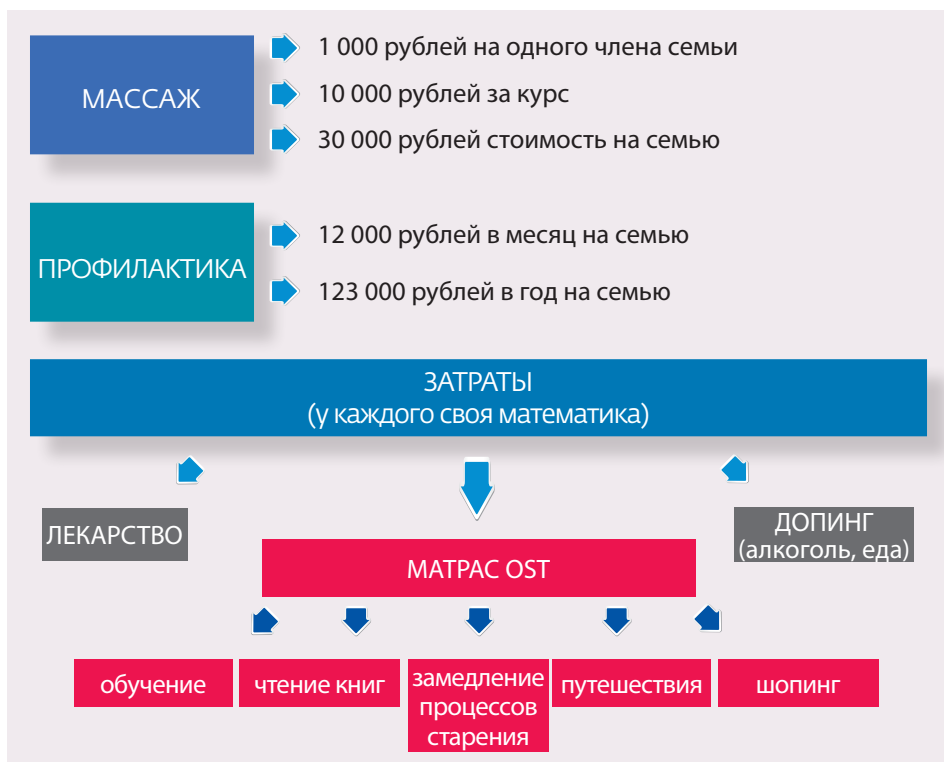 МАССАЖ
1 000 рублей на одного члена семьи
10 000 рублей за курс
30 000 рублей стоимость на семью
ПРОФИЛАКТИКА
12 000 рублей в месяц на семью
123 000 рублей в год на семью
ЗАТРАТЫ
(у каждого своя математика)
ЛЕКАРСТВО
МАТРАС OST
ДОПИНГ
(алкоголь, еда)
обучение
чтение книг
замедление
процессов
старения
путешествия
шопинг